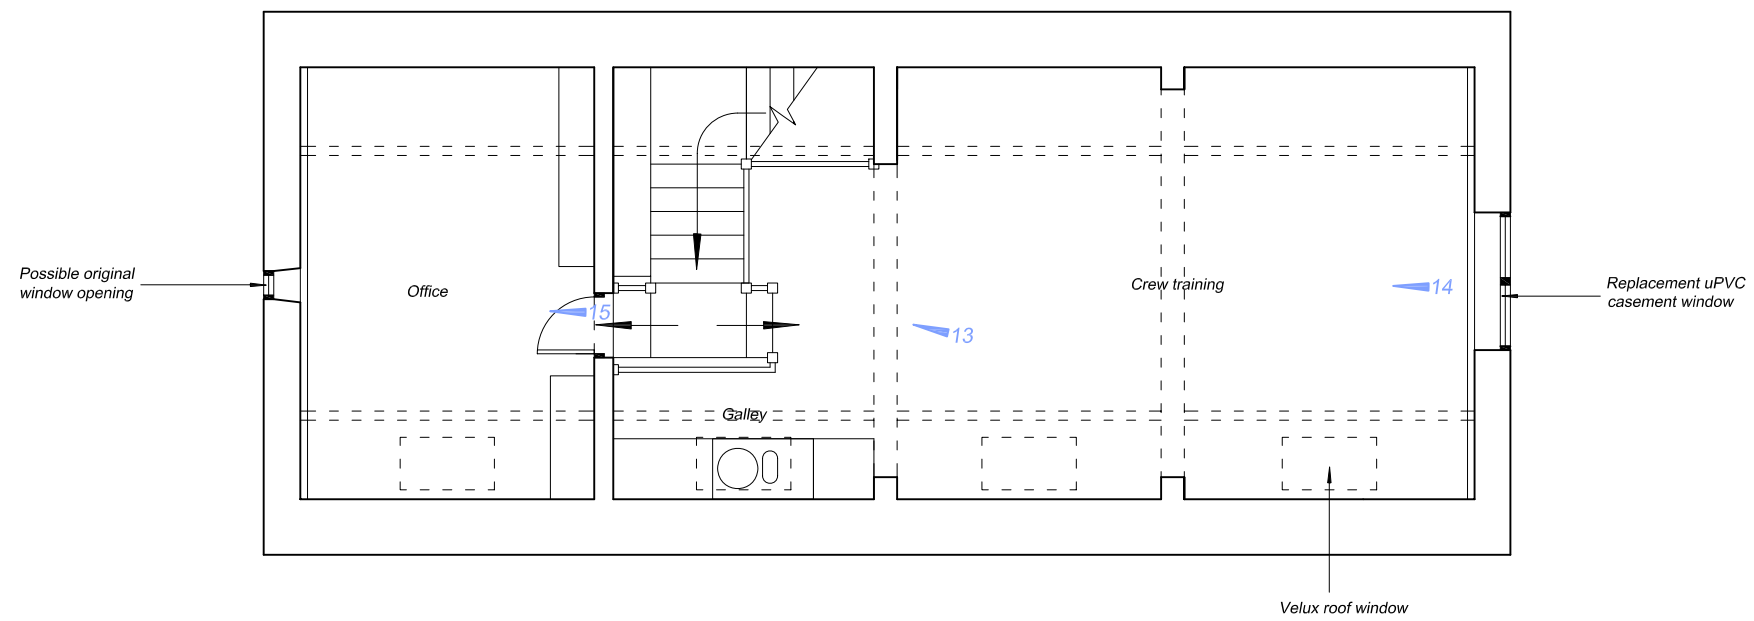 Possible original
window opening
Office
15
13
Galley
Crew training
14
Replacement uPVC
casement window
Velux roof window